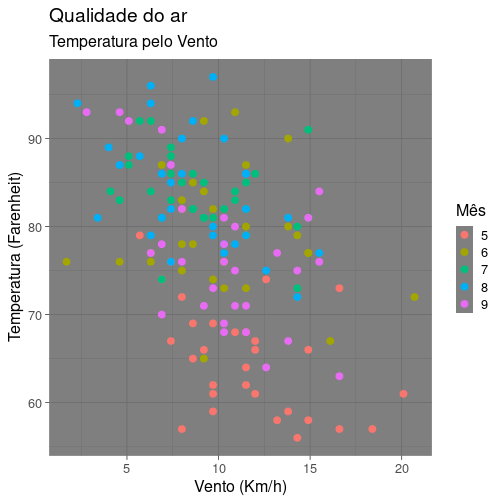 Qualidade do ar
Temperatura pelo Vento
Temperatura (Farenheit)
90
80
70
60
5
10
15
20
Vento (Km/h)
Mês
5
6
7
8
9